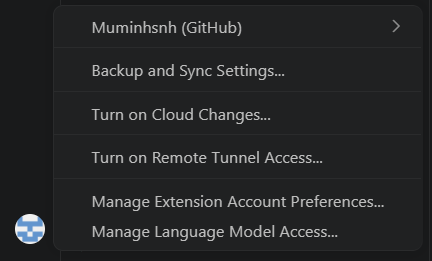 Muminhsnh (GitHub)
Backup and Sync Settings...
Turn on Cloud Changes...
Turn on Remote Tunnel Access...
Manage Extension Account Preferences...
Manage Language Model Access...